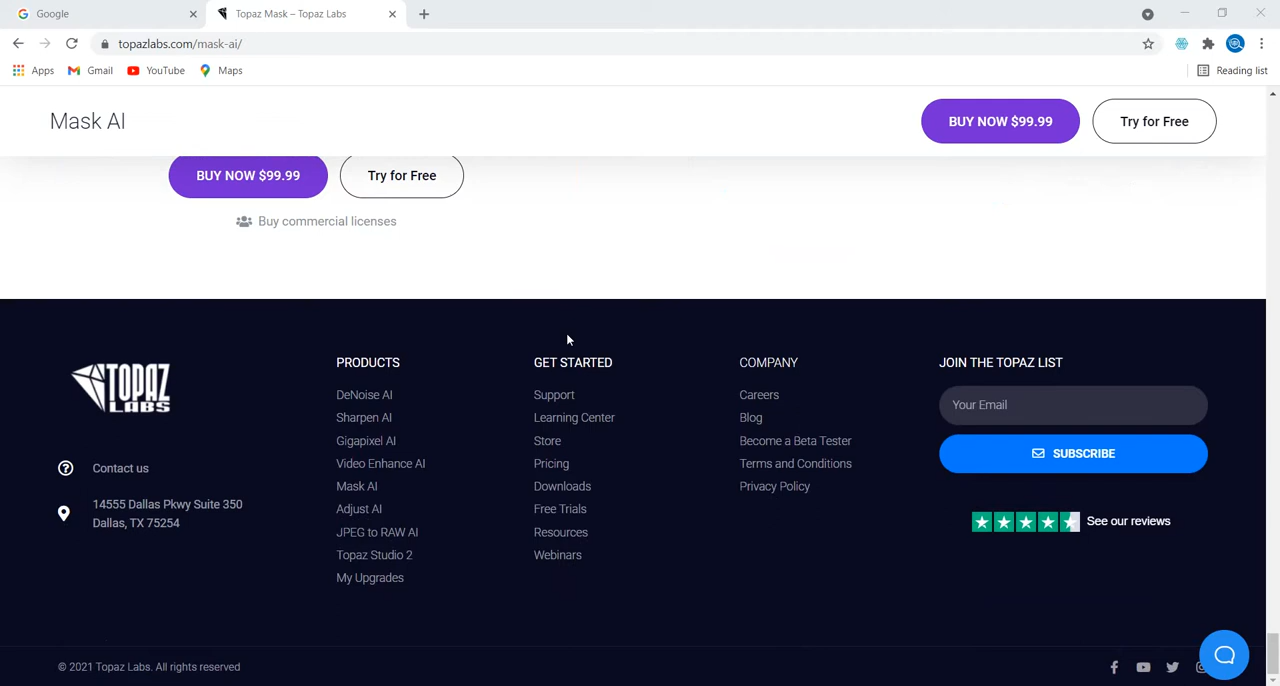 Google
Topaz Mask – Topaz Labs
topazlabs.com/mask-ai/
Apps
Gmail
YouTube
Maps
Reading list
Mask AI
BUY NOW $99.99
Try for Free
BUY NOW $99.99
Try for Free
Buy commercial licenses
TOPAZ
LABS
Contact us
14555 Dallas Pkwy Suite 350
Dallas, TX 75254
PRODUCTS
DeNoise AI
Sharpen AI
Gigapixel AI
Video Enhance AI
Mask AI
Adjust AI
JPEG to RAW AI
Topaz Studio 2
My Upgrades
GET STARTED
Support
Learning Center
Store
Pricing
Downloads
Free Trials
Resources
Webinars
COMPANY
Careers
Blog
Become a Beta Tester
Terms and Conditions
Privacy Policy
JOIN THE TOPAZ LIST
Your Email
SUBSCRIBE
See our reviews
© 2021 Topaz Labs. All rights reserved